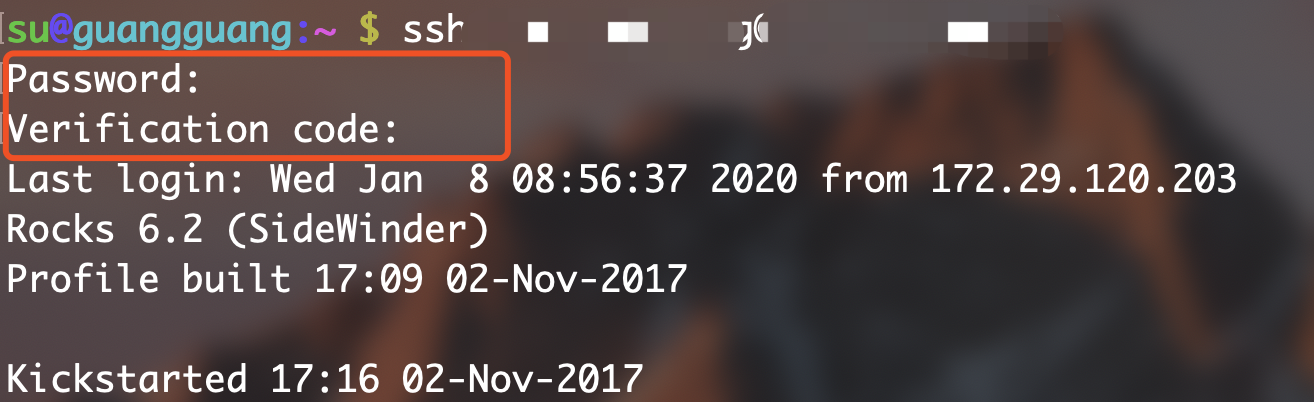 su@guangguang:~ $ ssh
Password:
Verification code:
Last login: Wed Jan  8 08:56:37 2020 from 172.29.120.203
Rocks 6.2 (SideWinder)
Profile built 17:09 02-Nov-2017
Kickstarted 17:16 02-Nov-2017